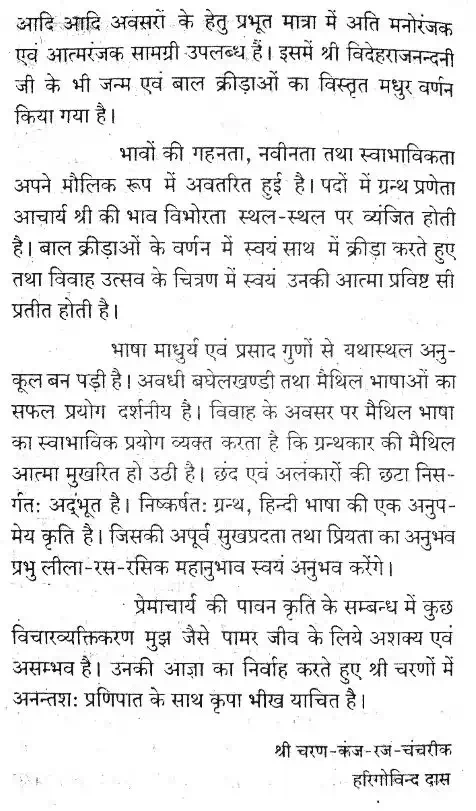 आदि आदि अवसरों के हेतु प्रभूत मात्रा में अति मनोरंजक
एवं आत्मरंजक सामग्री उपलब्ध हैं। इसमें श्री विदेहराजनन्दनी
जी के भी जन्म एवं बाल क्रीड़ाओं का विस्तृत मधुर वर्णन
किया गया है।
भावों की गहनता, नवीनता तथा स्वाभाविकता
अपने मौलिक रूप में अवतरित हुई है। पदों में ग्रन्थ प्रणेता
आचार्य श्री की भाव विभोरता स्थल-स्थल पर व्यंजित होती
है। बाल क्रीड़ाओं के वर्णन में स्वयं साथ में क्रीड़ा करते हुए
तथा विवाह उत्सव के चित्रण में स्वयं उनकी आत्मा प्रविष्ट सी
प्रतीत होती है।
भाषा माधुर्य एवं प्रसाद गुणों से यथास्थल अनु-
कूल बन पड़ी है। अवधी बघेलखण्डी तथा मैथिल भाषाओं का
सफल प्रयोग दर्शनीय है। विवाह के अवसर पर मैथिल भाषा
का स्वाभाविक प्रयोग व्यक्त करता है कि ग्रन्थकार की मैथिल
आत्मा मुखरित हो उठी है। छंद एवं अलंकारों की छटा निस-
र्गतः अद्भूत है। निष्कर्षतः ग्रन्थ, हिन्दी भाषा की एक अनुप-
मेय कृति है। जिसकी अपूर्व सुखप्रदता तथा प्रियता का अनुभव
प्रभु लीला-रस-रसिक महानुभाव स्वयं अनुभव करेंगे।
प्रेमाचार्य की पावन कृति के सम्बन्ध में कुछ
विचारव्यक्तिकरण मुझ जैसे पामर जीव के लिये अशक्य एवं
असम्भव है। उनकी आज्ञा का निर्वाह करते हुए श्री चरणों में
अनन्तशः प्रणिपात के साथ कृपा भीख याचित है।
श्री चरण-कंज-रज-चंचरीक
हरिगोविन्द दास